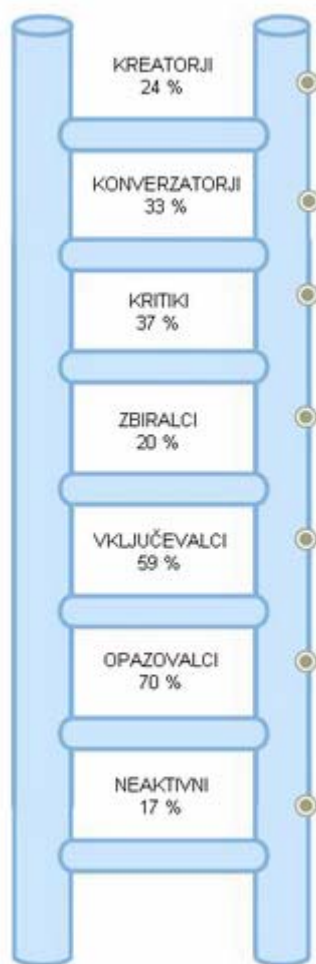 KREATORJI
24 %
KONVERZATORJI
33 %
KRITIKI
37 %
ZBIRALCI
20 %
VKLJUČEVALCI
59 %
OPAZOVALCI
70 %
NEAKTIVNI
17 %